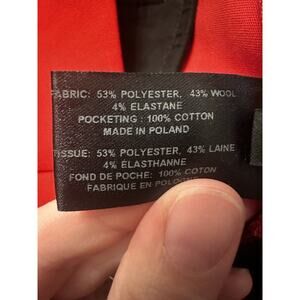 FABRIC: 53% POLYESTER, 43% WOOL
4% ELASTANE
POCKETING : 100% COTTON
MADE IN POLAND
TISSUE: 53% POLYESTER, 43% LAINE
4% ÉLASTHANNE
FOND DE POCHE: 100% COTON
FABRIQUE EN POLOGNE